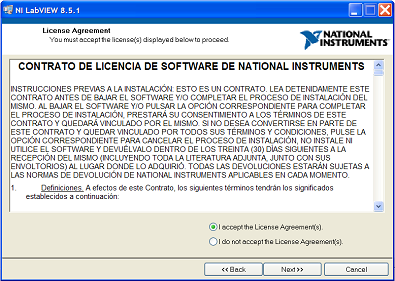 NI LabVIEW 8.5.1
License Agreement
You must accept the license(s) displayed below to proceed.
NATIONAL
INSTRUMENTS
CONTRATO DE LICENCIA DE SOFTWARE DE NATIONAL INSTRUMENTS
INSTRUCCIONES PREVIAS A LA INSTALACIÓN: ESTO ES UN CONTRATO. LEA DETENIDAMENTE ESTE
CONTRATO ANTES DE BAJAR EL SOFTWARE Y/O COMPLETAR EL PROCESO DE INSTALACIÓN DEL
MISMO. AL BAJAR EL SOFTWARE Y/O PULSAR LA OPCIÓN CORRESPONDIENTE PARA COMPLETAR
EL PROCESO DE INSTALACIÓN, PRESTARÁ SU CONSENTIMIENTO A LOS TÉRMINOS DE ESTE
CONTRATO Y QUEDARÁ VINCULADO POR EL MISMO. SI NO DESEA CONVERTIRSE EN PARTE DE
ESTE CONTRATO Y QUEDAR VINCULADO POR TODOS SUS TÉRMINOS Y CONDICIONES, PULSE LA
OPCIÓN CORRESPONDIENTE PARA CANCELAR EL PROCESO DE INSTALACIÓN, NO INSTALE NI
UTILICE EL SOFTWARE Y DEVUÉLVALO DENTRO DE LOS TREINTA (30) DÍAS SIGUIENTES A LA
RECEPCIÓN DEL MISMO (INCLUYENDO TODA LA LITERATURA ADJUNTA, JUNTO CON SUS
ENVOLTORIOS) AL LUGAR DONDE LO ADQUIRIÓ. TODAS LAS DEVOLUCIONES ESTARÁN SUJETAS A
LAS NORMAS DE DEVOLUCIÓN DE NATIONAL INSTRUMENTS APLICABLES EN CADA MOMENTO.
1. Definiciones. A efectos de este Contrato, los siguientes términos tendrán los significados
establecidos a continuación:
I accept the License Agreement(s).
I do not accept the License Agreement(s).
<< Back
Next >>
Cancel